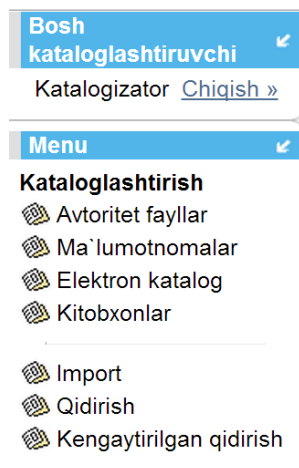 Bosh
kataloglashtiruvchi
Katalogizator Chiqish »
Menu
Kataloglashtirish
Avtoritet fayllar
Ma`lumotnomalar
Elektron katalog
Kitobxonlar
Import
Qidirish
Kengaytirilgan qidirish